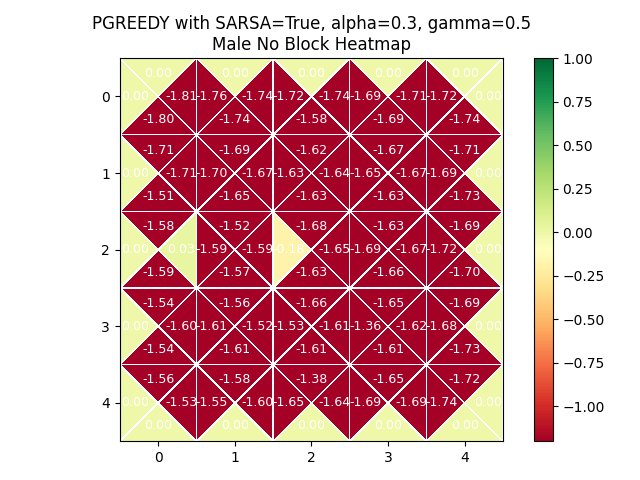 PGREEDY with SARSA=True, alpha=0.3, gamma=0.5
Male No Block Heatmap
0.00 0.00 0.00 0.00 0.00
0 0.00 -1.81 -1.76 -1.74 -1.72 -1.74 -1.69 -1.71 -1.72 0.00
-1.80 -1.74 -1.58 -1.69 -1.74
-1.71 -1.69 -1.62 -1.67 -1.71
1 0.00 -1.71 -1.70 -1.67 -1.63 -1.64 -1.65 -1.67 -1.69 0.00
-1.51 -1.65 -1.63 -1.63 -1.73
-1.58 -1.52 -1.68 -1.63 -1.69
2 0.00 0.03 -1.59 -1.59 -0.18 -1.65 -1.69 -1.67 -1.72 0.00
-1.59 -1.57 -1.63 -1.66 -1.70
-1.54 -1.56 -1.66 -1.65 -1.69
3 0.00 -1.60 -1.61 -1.52 -1.53 -1.61 -1.36 -1.62 -1.68 0.00
-1.54 -1.61 -1.61 -1.61 -1.73
-1.56 -1.58 -1.38 -1.65 -1.72
4 0.00 -1.53 -1.55 -1.60 -1.65 -1.64 -1.69 -1.69 -1.74 0.00
0.00 0.00 0.00 0.00 0.00
0 1 2 3 4
1.00
0.75
0.50
0.25
0.00
−0.25
−0.50
−0.75
−1.00